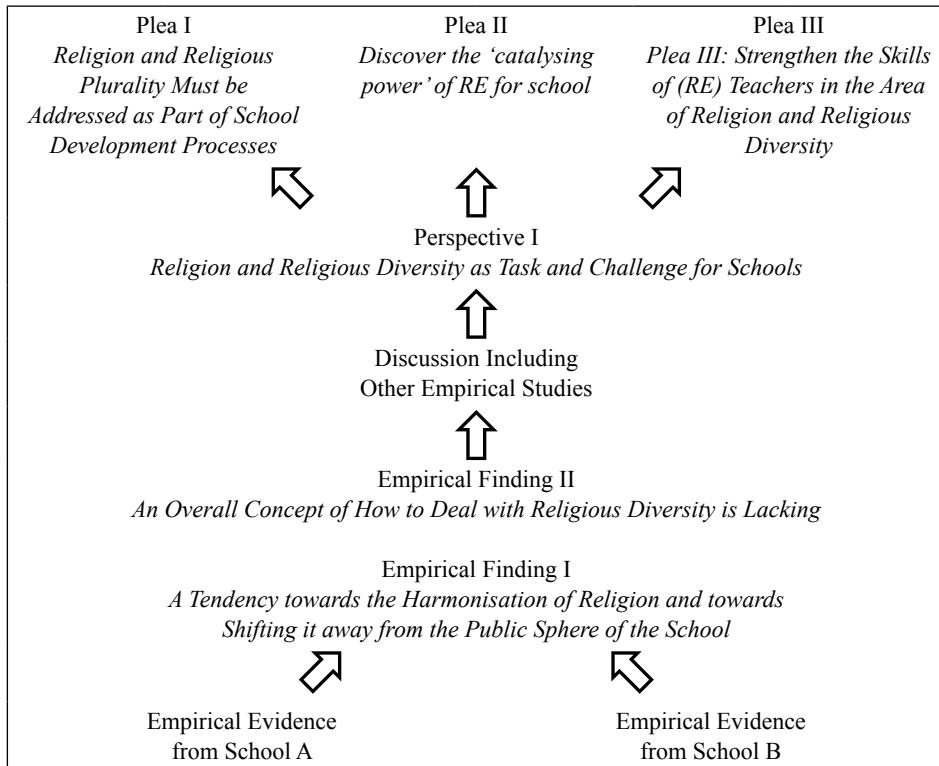 Plea I
Religion and Religious
Plurality Must be
Addressed as Part of School
Development Processes
Plea II
Discover the ‘catalysing
power’ of RE for school
Plea III
Plea III: Strengthen the Skills
of (RE) Teachers in the Area
of Religion and Religious
Diversity
Perspective I
Religion and Religious Diversity as Task and Challenge for Schools
Discussion Including
Other Empirical Studies
Empirical Finding II
An Overall Concept of How to Deal with Religious Diversity is Lacking
Empirical Finding I
A Tendency towards the Harmonisation of Religion and towards
Shifting it away from the Public Sphere of the School
Empirical Evidence
from School A
Empirical Evidence
from School B